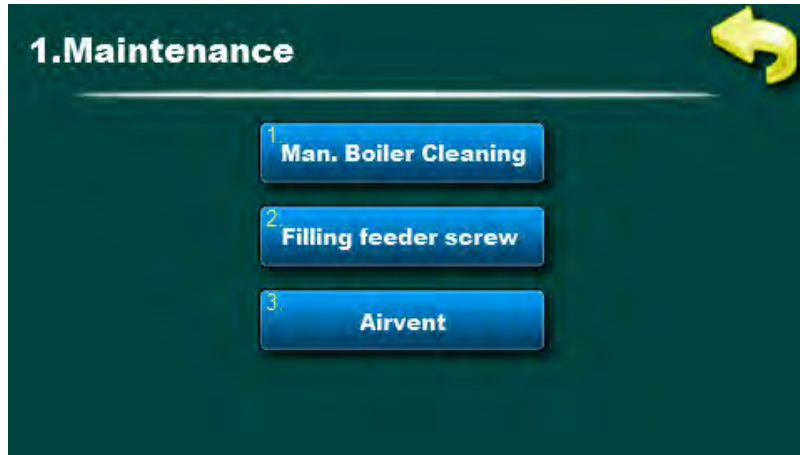 1.Maintenance
1.
Man. Boiler Cleaning
2.
Filling feeder screw
3.
Airvent